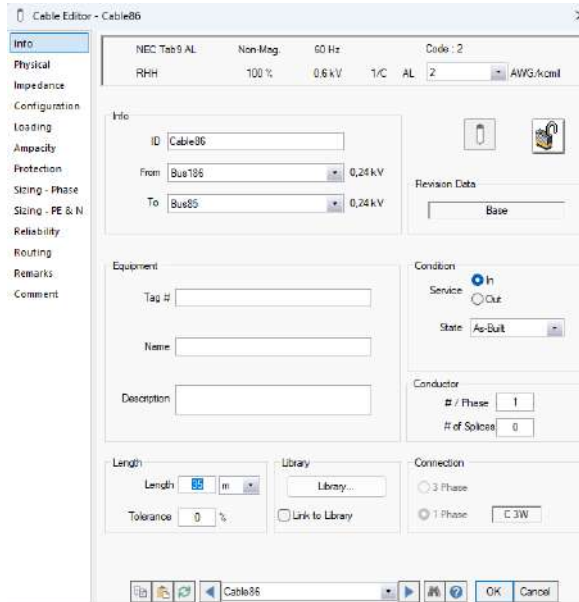 Cable Editor - Cable86
Info
Physical
Impedance
Configuration
Loading
Ampacity
Protection
Sizing - Phase
Sizing - PE & N
Reliability
Routing
Remarks
Comment
NEC Tab9 AL Non-Mag. 60 Hz Code : 2
RHH 100 % 0,6 kV 1/C AL 2 AWG/kcmil
Info
ID Cable86
From Bus186 0,24 kV
To Bus85 0,24 kV
Revision Data
Base
Equipment
Tag #
Name
Description
Condition
Service In
Out
State As-Built
Conductor
# / Phase 1
# of Splices 0
Length
Length 35 m
Tolerance 0 %
Library
Library...
Link to Library
Connection
3 Phase
1 Phase C 3W
Cable86 OK Cancel